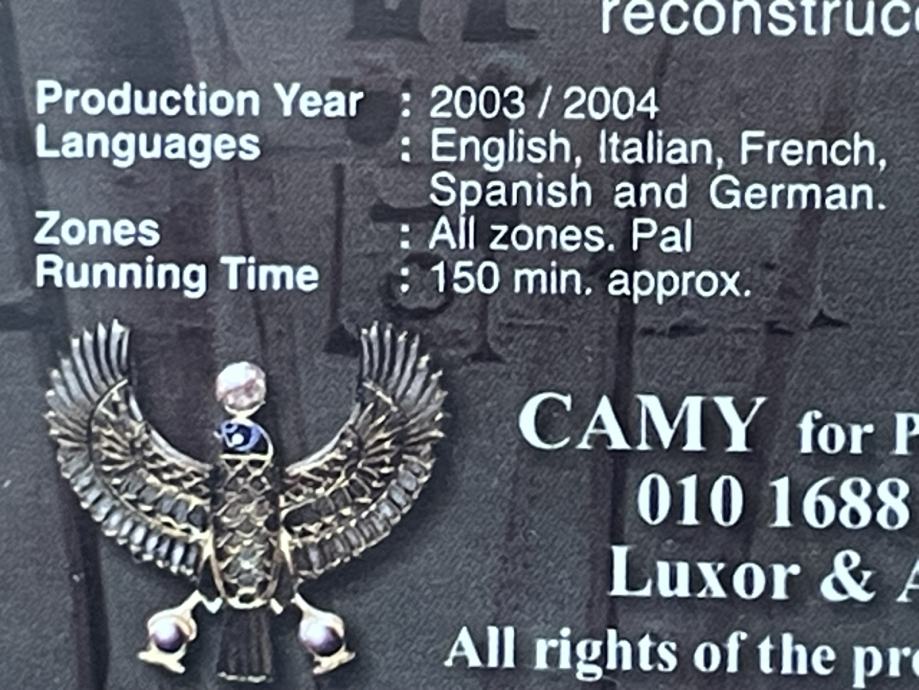 reconstruc
Production Year : 2003 / 2004
Languages : English, Italian, French,
Spanish and German.
Zones : All zones. Pal
Running Time : 150 min. approx.
CAMY for P
010 1688
Luxor & A
All rights of the pro